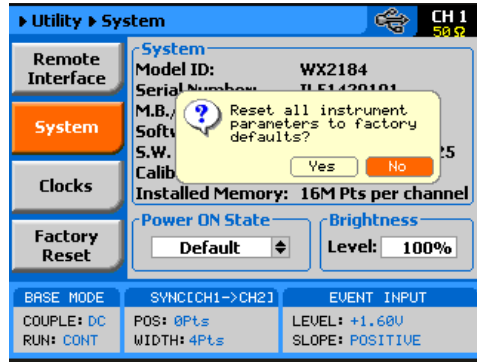 Utility ▸ System
CH 1
50 Ω
Remote
Interface
System
Clocks
Factory
Reset
System
Model ID: WX2184
M.B./
S.W.
Installed Memory: 16M Pts per channel
Reset all instrument
parameters to factory
defaults?
Yes No
Power ON State
Default
Brightness
Level: 100%
BASE MODE
COUPLE: DC
RUN: CONT
SYNC[CH1->CH2]
POS: 0Pts
WIDTH: 4Pts
EVENT INPUT
LEVEL: +1.60V
SLOPE: POSITIVE